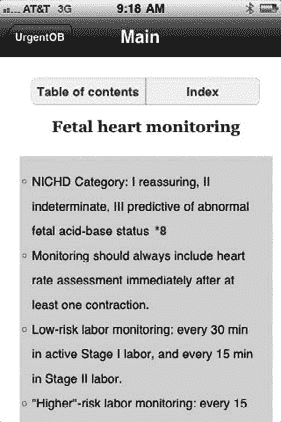 AT&T 3G 9:18 AM
UrgentOB Main
Table of contents Index
Fetal heart monitoring
○ NICHD Category: I reassuring, II
indeterminate, III predictive of abnormal
fetal acid-base status *8
○ Monitoring should always include heart
rate assessment immediately after at
least one contraction.
○ Low-risk labor monitoring: every 30 min
in active Stage I labor, and every 15 min
in Stage II labor.
○ "Higher"-risk labor monitoring: every 15